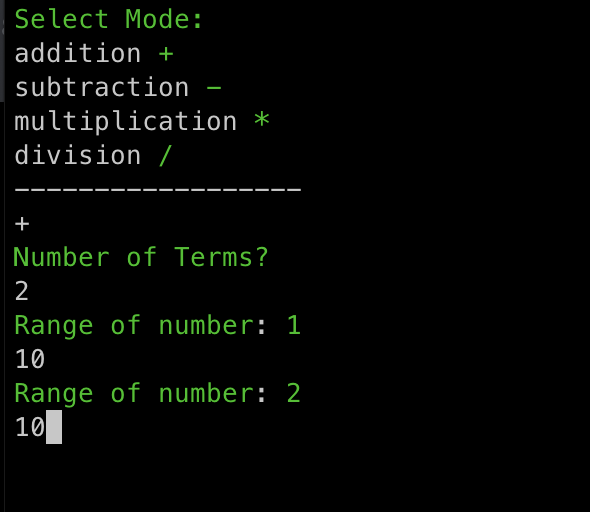 Select Mode:
addition +
subtraction -
multiplication *
division /
------------------
+
Number of Terms?
2
Range of number: 1
10
Range of number: 2
10